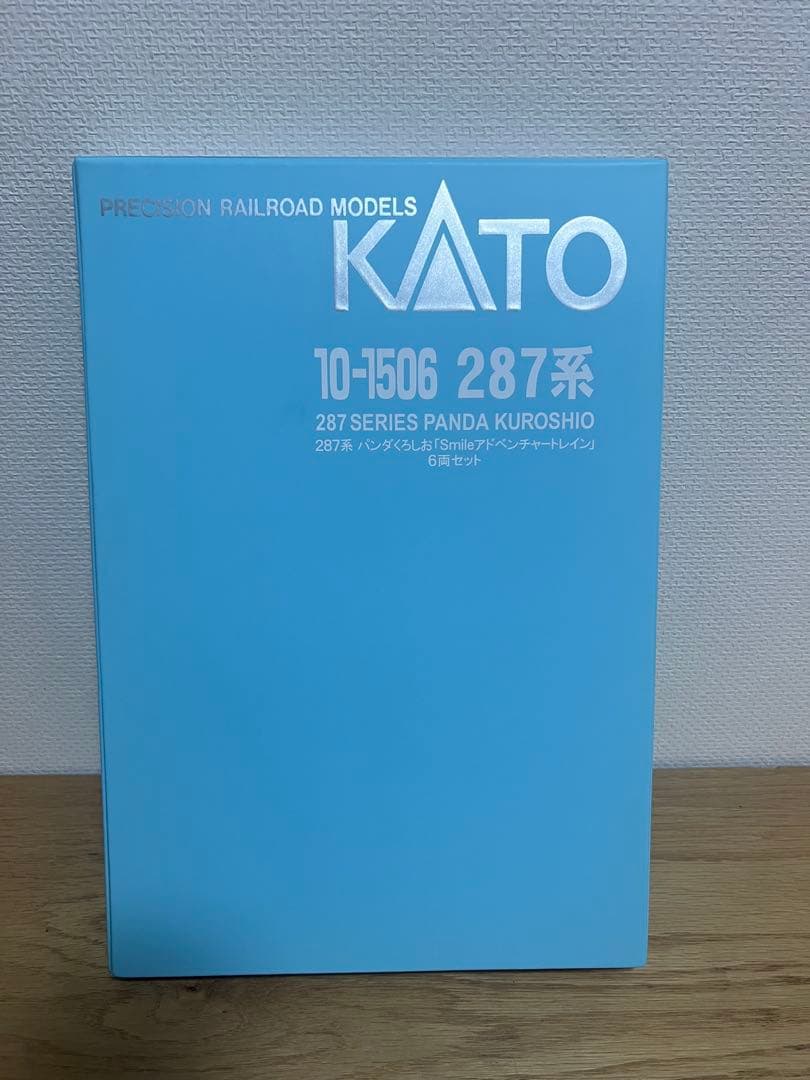 PRECISION RAILROAD MODELS
KATO
10-1506 287系
287 SERIES PANDA KUROSHIO
287系 パンダくろしお「Smileアドベンチャートレイン」
6両セット